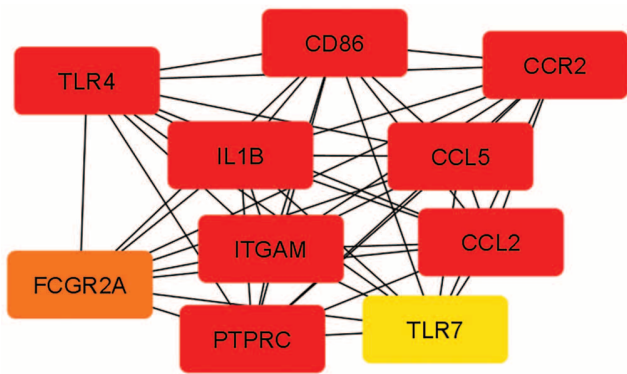 CD86
CCR2
TLR4
IL1B
CCL5
ITGAM
CCL2
FCGR2A
PTPRC
TLR7